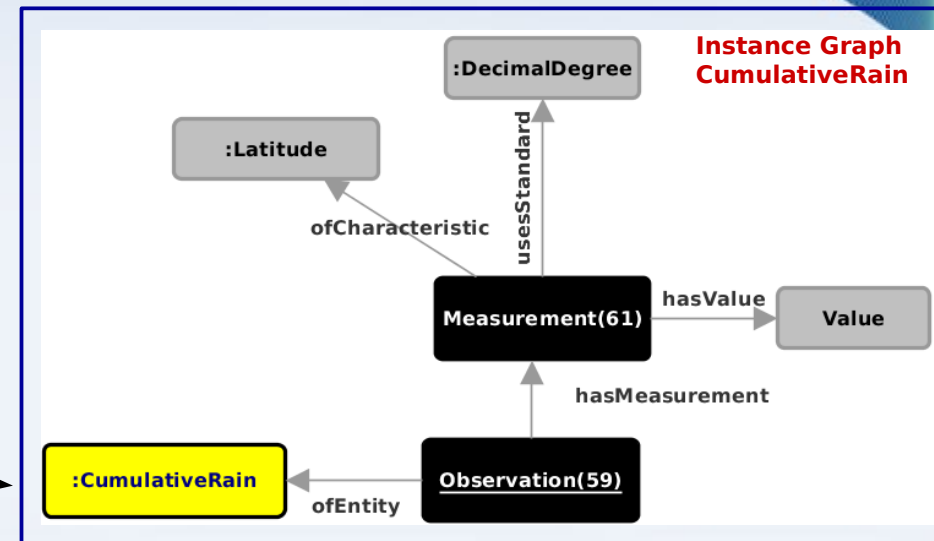 Instance Graph
CumulativeRain
:DecimalDegree
:Latitude
usesStandard
ofCharacteristic
Measurement(61)
hasValue
Value
hasMeasurement
:CumulativeRain
ofEntity
Observation(59)